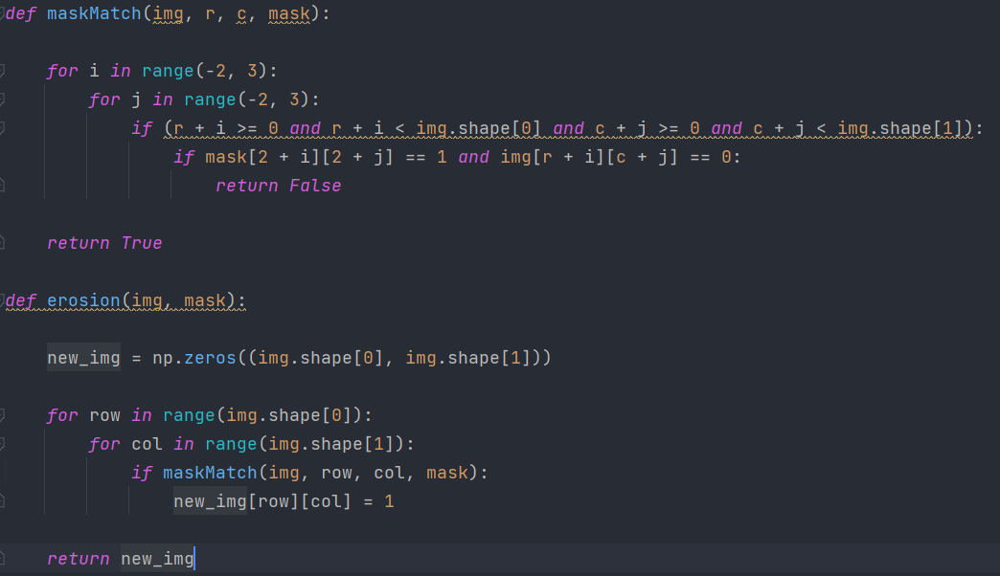 def maskMatch(img, r, c, mask):
    for i in range(-2, 3):
        for j in range(-2, 3):
            if (r + i >= 0 and r + i < img.shape[0] and c + j >= 0 and c + j < img.shape[1]):
                if mask[2 + i][2 + j] == 1 and img[r + i][c + j] == 0:
                    return False
    return True
def erosion(img, mask):
    new_img = np.zeros((img.shape[0], img.shape[1]))
    for row in range(img.shape[0]):
        for col in range(img.shape[1]):
            if maskMatch(img, row, col, mask):
                new_img[row][col] = 1
    return new_img